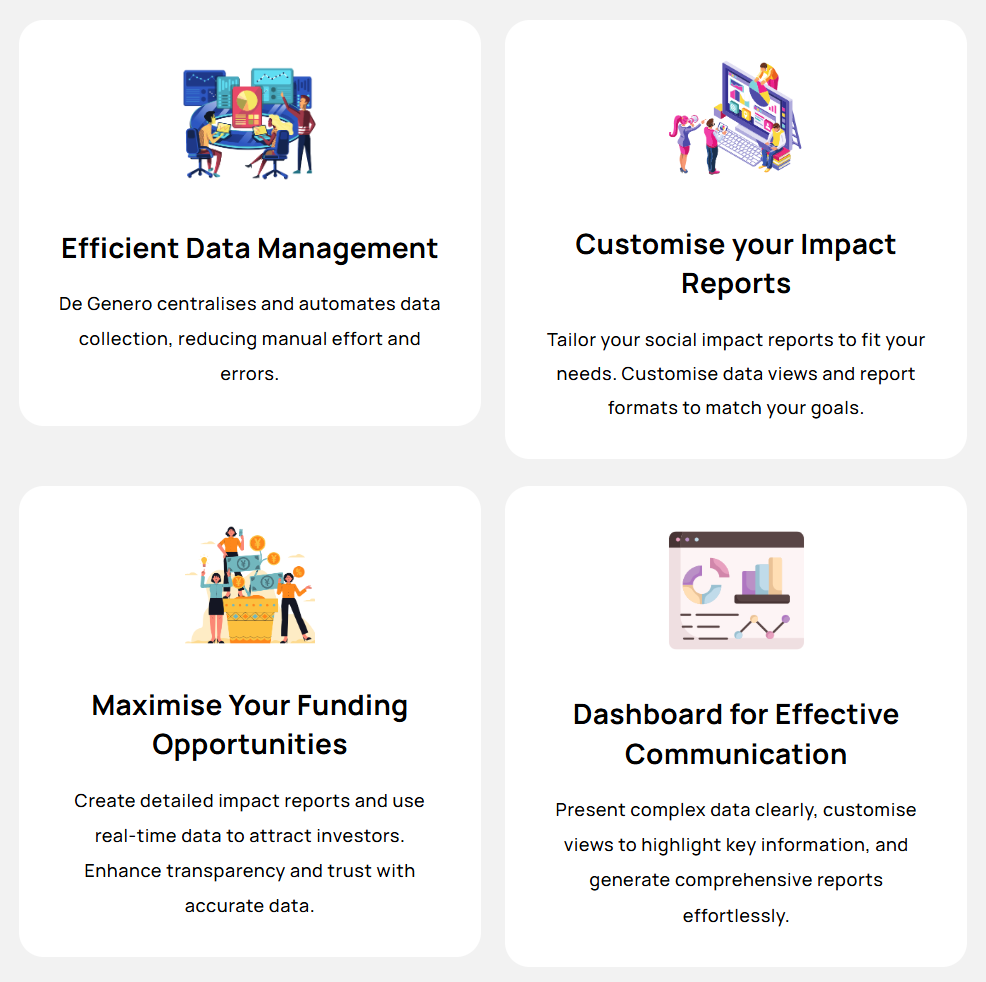 Efficient Data Management
De Genero centralises and automates data
collection, reducing manual effort and
errors.
Customise your Impact
Reports
Tailor your social impact reports to fit your
needs. Customise data views and report
formats to match your goals.
Maximise Your Funding
Opportunities
Create detailed impact reports and use
real-time data to attract investors.
Enhance transparency and trust with
accurate data.
Dashboard for Effective
Communication
Present complex data clearly, customise
views to highlight key information, and
generate comprehensive reports
effortlessly.